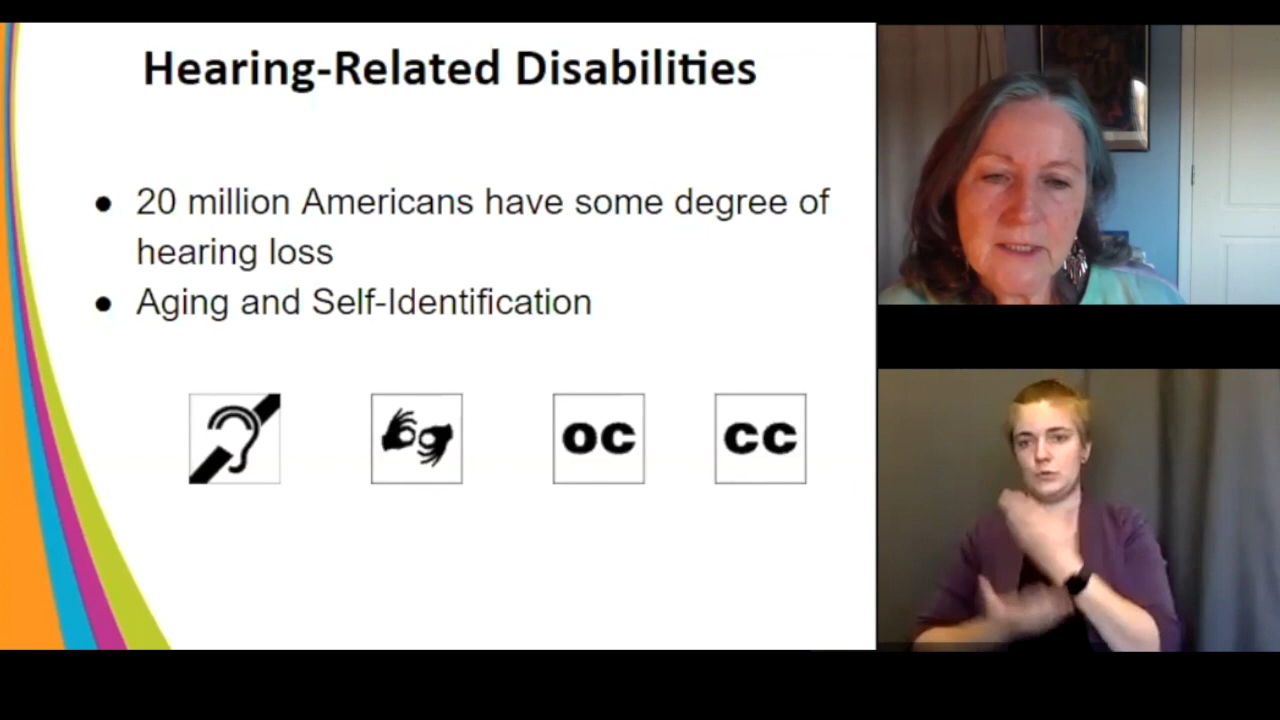 Hearing-Related Disabilities
● 20 million Americans have some degree of
hearing loss
● Aging and Self-Identification
OC CC